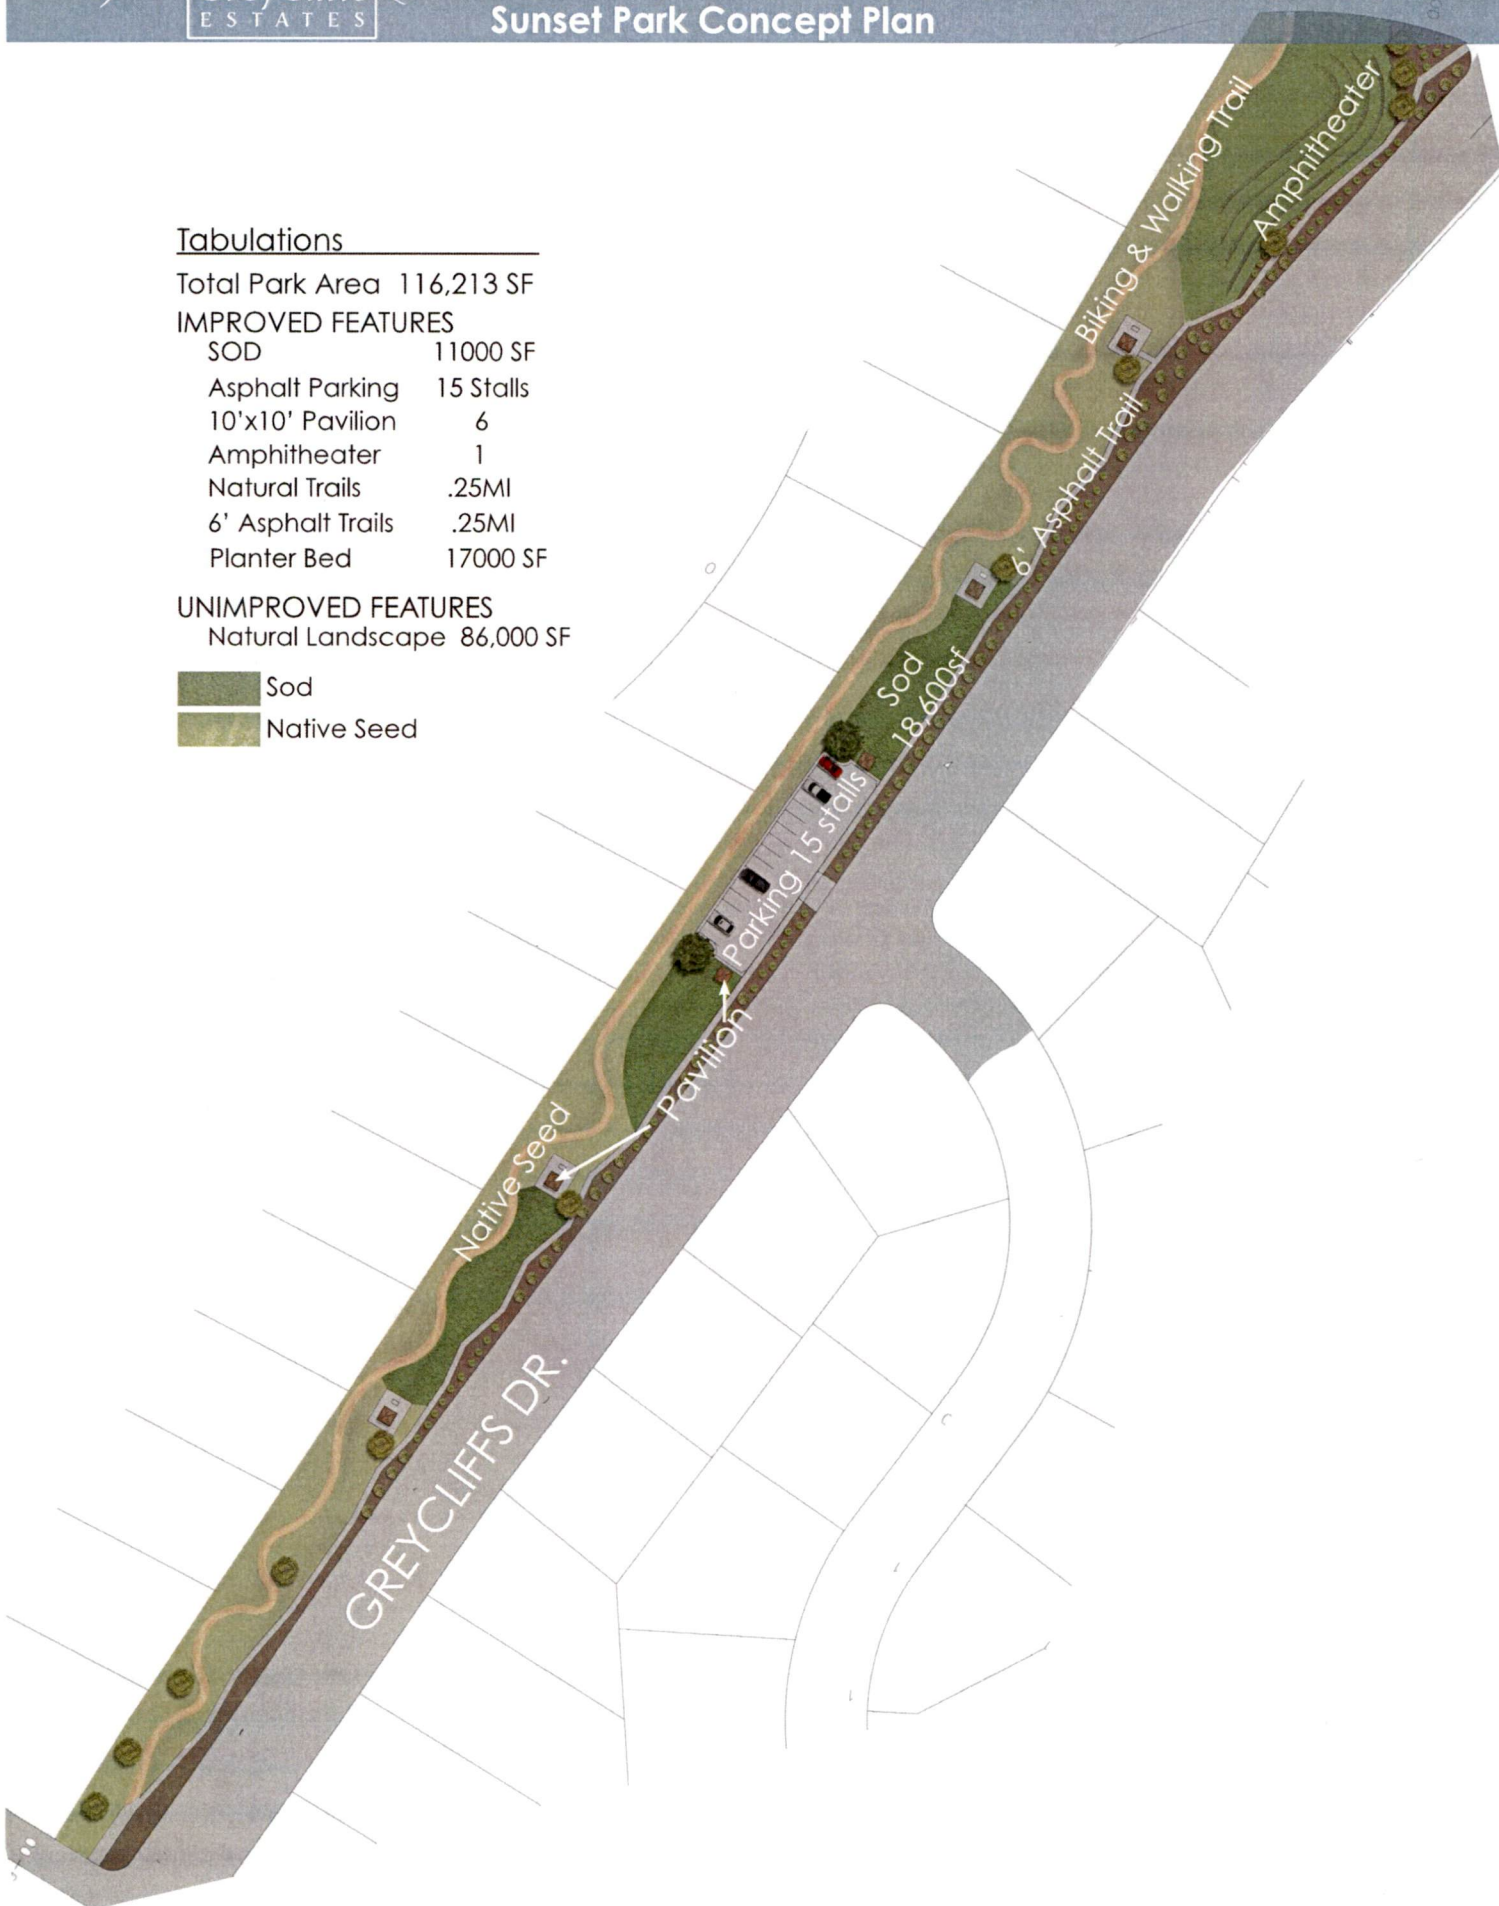 ESTATES
Sunset Park Concept Plan
Tabulations
Total Park Area 116,213 SF
IMPROVED FEATURES
SOD 11000 SF
Asphalt Parking 15 Stalls
10'x10' Pavilion 6
Amphitheater 1
Natural Trails .25MI
6' Asphalt Trails .25MI
Planter Bed 17000 SF
UNIMPROVED FEATURES
Natural Landscape 86,000 SF
Sod
Native Seed
Amphitheater
Biking & Walking Trail
6' Asphalt Trail
Sod
18,600sf
Parking 15 stalls
Pavilion
Native Seed
GREYCLIFFS DR.